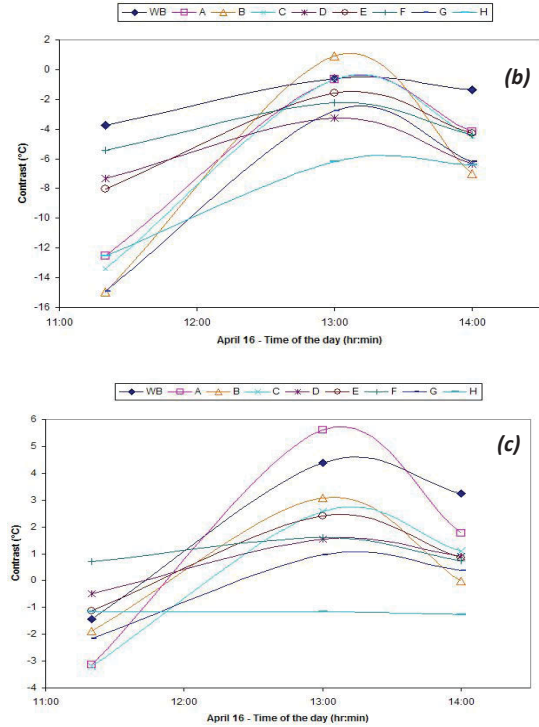 WB A B C D E F G H
(b)
2
0
-2
-4
-6
-8
-10
-12
-14
-16
Contrast (°C)
11:00 12:00 13:00 14:00
April 16 - Time of the day (hr:min)
WB A B C D E F G H
(c)
6
5
4
3
2
1
0
-1
-2
-3
-4
Contrast (°C)
11:00 12:00 13:00 14:00
April 16 - Time of the day (hr:min)